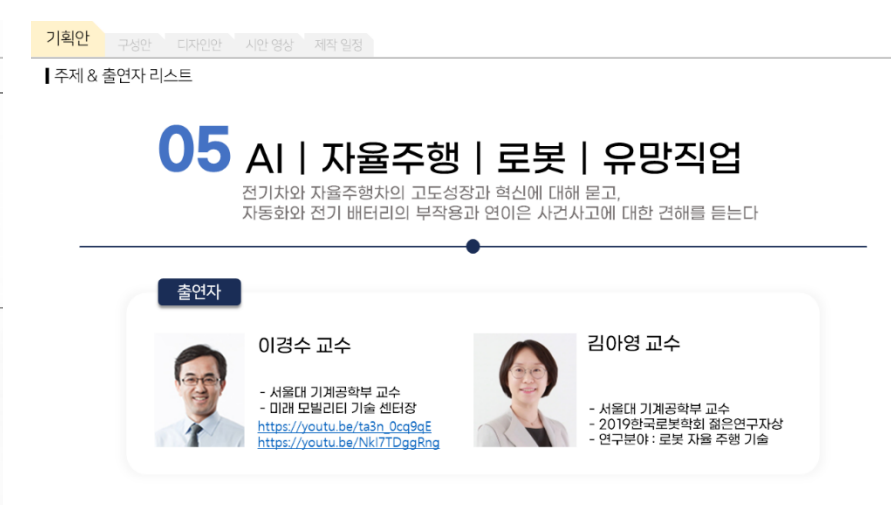 기획안
구성안
디자인안
시안 영상
제작 일정
주제 & 출연자 리스트
05 AI | 자율주행 | 로봇 | 유망직업
전기차와 자율주행차의 고도성장과 혁신에 대해 묻고,
자동화와 전기 배터리의 부작용과 연이은 사건사고에 대한 견해를 듣는다
출연자
이경수 교수
- 서울대 기계공학부 교수
- 미래 모빌리티 기술 센터장
https://youtu.be/ta3n_0cq9qE
https://youtu.be/NkI7TDggRng
김아영 교수
- 서울대 기계공학부 교수
- 2019한국로봇학회 젊은연구자상
- 연구분야 : 로봇 자율 주행 기술